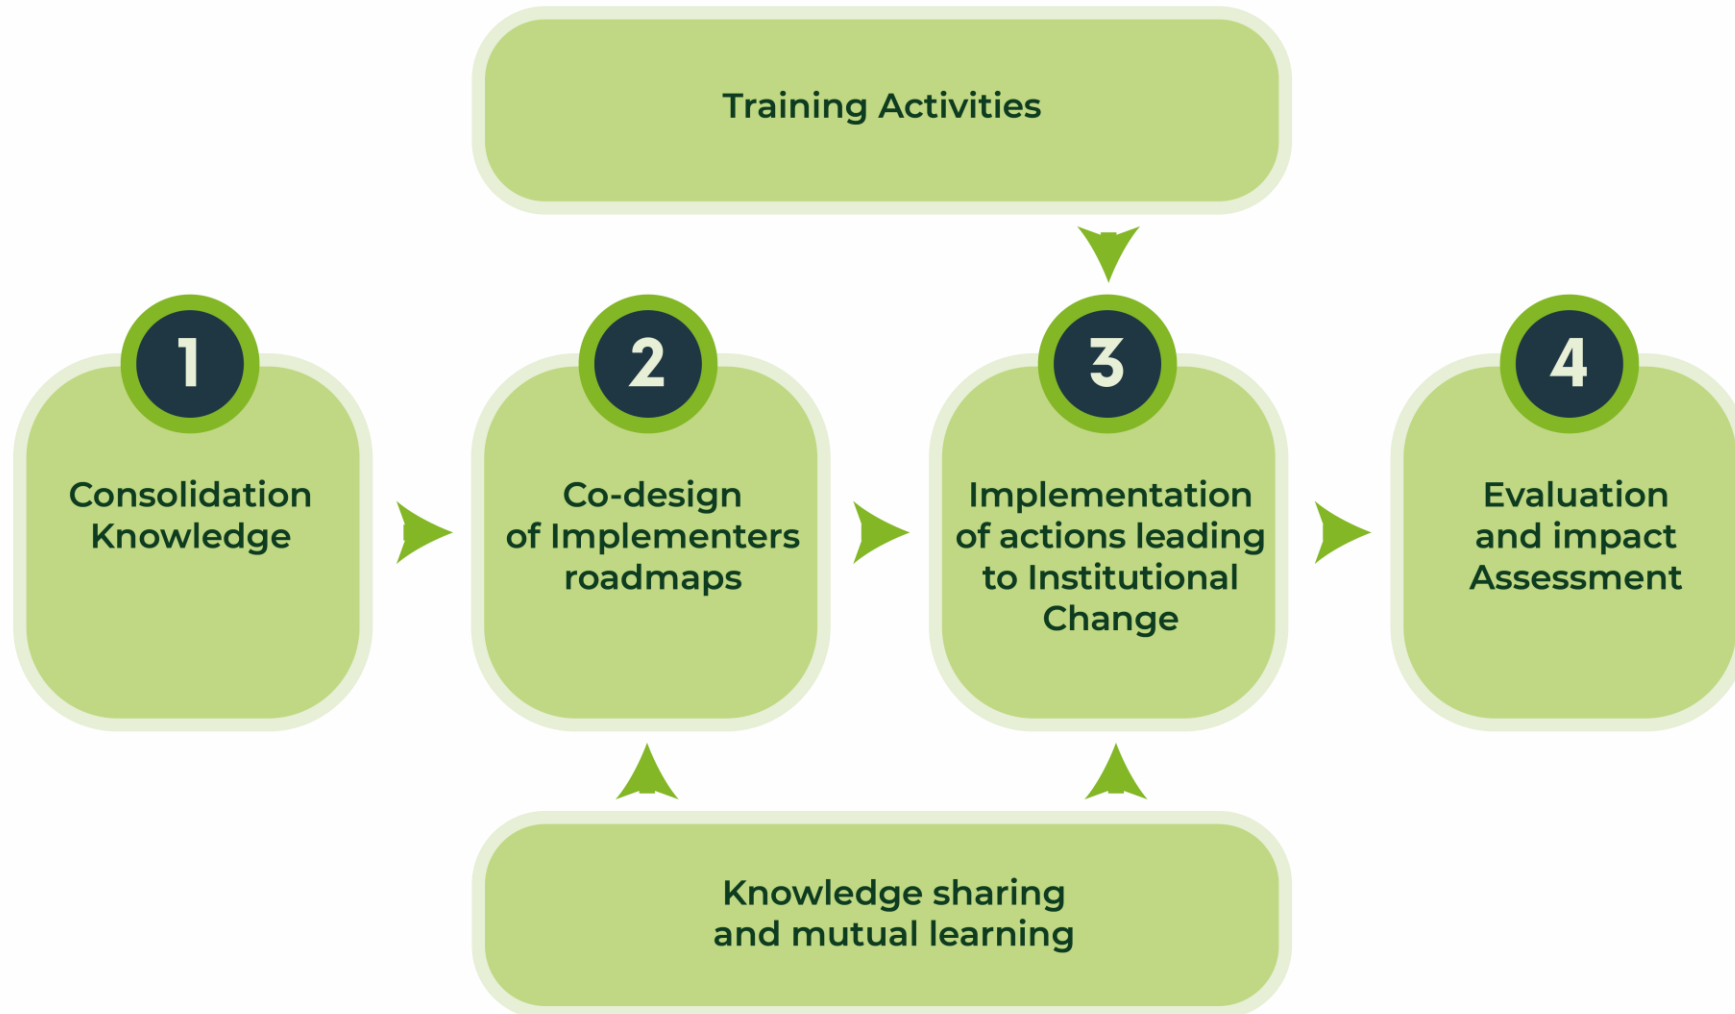 Training Activities
1
Consolidation
Knowledge
2
Co-design
of Implementers
roadmaps
3
Implementation
of actions leading
to Institutional
Change
4
Evaluation
and impact
Assessment
Knowledge sharing
and mutual learning